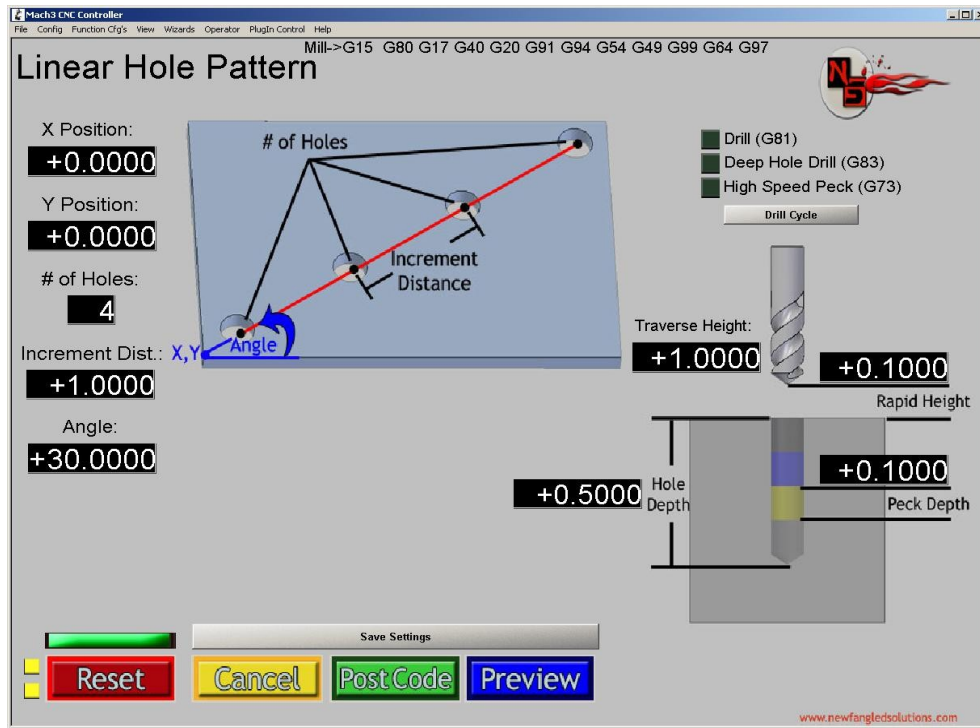 Mach3 CNC Controller
File Config Function Cfg's View Wizards Operator PlugIn Control Help
Mill->G15 G80 G17 G40 G20 G91 G94 G54 G49 G99 G64 G97
Linear Hole Pattern
NFS
X Position:
+0.0000
Y Position:
+0.0000
# of Holes:
4
Increment Dist.:
+1.0000
Angle:
+30.0000
# of Holes
Increment
Distance
X,Y
Angle
Drill (G81)
Deep Hole Drill (G83)
High Speed Peck (G73)
Drill Cycle
Traverse Height:
+1.0000
+0.1000
Rapid Height
+0.5000
Hole
Depth
+0.1000
Peck Depth
Save Settings
Reset
Cancel
Post Code
Preview
www.newfangledsolutions.com